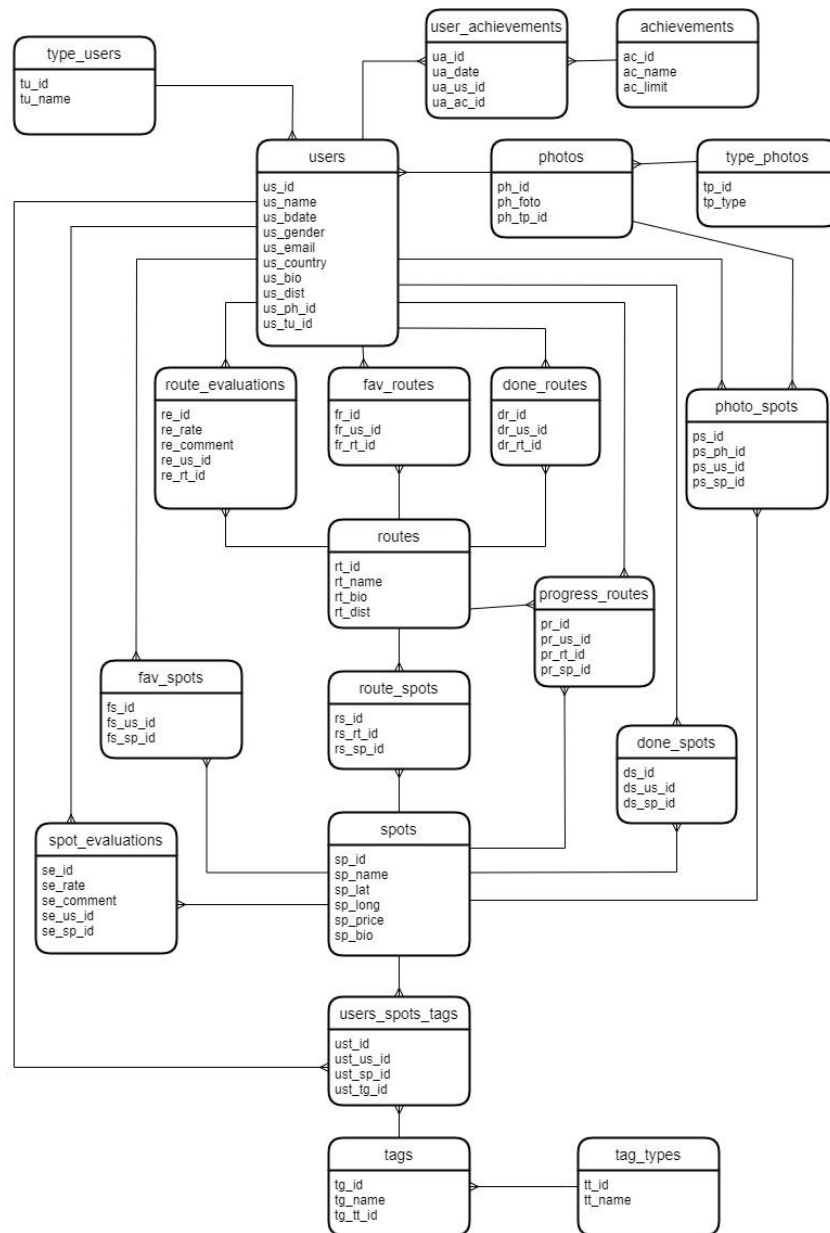 type_users
tu_id
tu_name
user_achievements
ua_id
ua_date
ua_us_id
ua_ac_id
achievements
ac_id
ac_name
ac_limit
users
us_id
us_name
us_bdate
us_gender
us_email
us_country
us_bio
us_dist
us_ph_id
us_tu_id
photos
ph_id
ph_foto
ph_tp_id
type_photos
tp_id
tp_type
route_evaluations
re_id
re_rate
re_comment
re_us_id
re_rt_id
fav_routes
fr_id
fr_us_id
fr_rt_id
done_routes
dr_id
dr_us_id
dr_rt_id
photo_spots
ps_id
ps_ph_id
ps_us_id
ps_sp_id
routes
rt_id
rt_name
rt_bio
rt_dist
progress_routes
pr_id
pr_us_id
pr_rt_id
pr_sp_id
fav_spots
fs_id
fs_us_id
fs_sp_id
route_spots
rs_id
rs_rt_id
rs_sp_id
done_spots
ds_id
ds_us_id
ds_sp_id
spot_evaluations
se_id
se_rate
se_comment
se_us_id
se_sp_id
spots
sp_id
sp_name
sp_lat
sp_long
sp_price
sp_bio
users_spots_tags
ust_id
ust_us_id
ust_sp_id
ust_tg_id
tags
tg_id
tg_name
tg_tt_id
tag_types
tt_id
tt_name